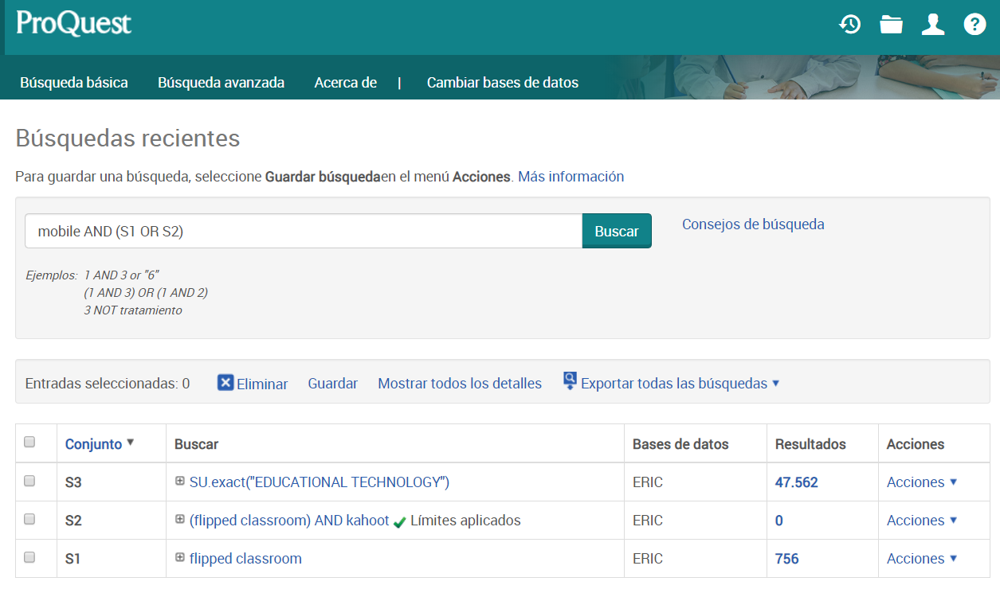 ProQuest
?
Búsqueda básica Búsqueda avanzada Acerca de | Cambiar bases de datos
Búsquedas recientes
Para guardar una búsqueda, seleccione Guardar búsquedaen el menú Acciones. Más información
mobile AND (S1 OR S2) Buscar Consejos de búsqueda
Ejemplos: 1 AND 3 or "6"
(1 AND 3) OR (1 AND 2)
3 NOT tratamiento
Entradas seleccionadas: 0 Eliminar Guardar Mostrar todos los detalles Exportar todas las búsquedas
Conjunto Buscar Bases de datos Resultados Acciones
S3 SU.exact("EDUCATIONAL TECHNOLOGY") ERIC 47.562 Acciones
S2 (flipped classroom) AND kahoot Límites aplicados ERIC 0 Acciones
S1 flipped classroom ERIC 756 Acciones